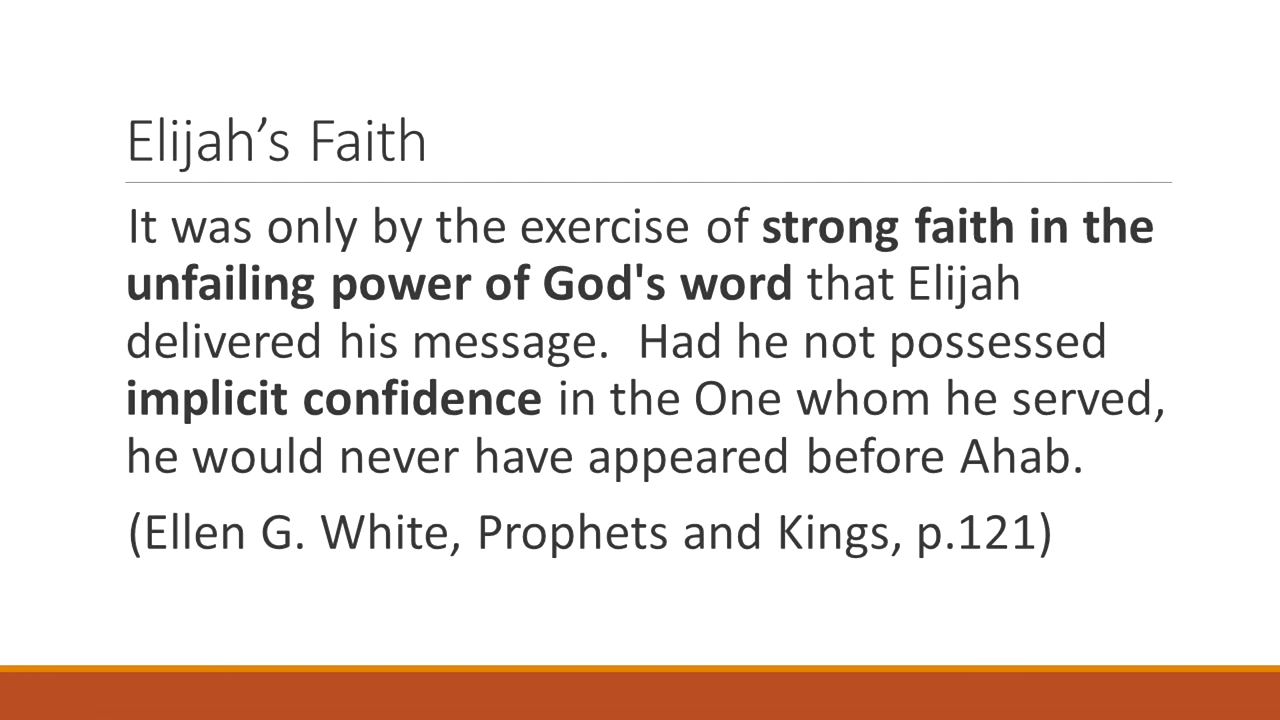 Elijah’s Faith
It was only by the exercise of strong faith in the
unfailing power of God's word that Elijah
delivered his message.  Had he not possessed
implicit confidence in the One whom he served,
he would never have appeared before Ahab.
(Ellen G. White, Prophets and Kings, p.121)